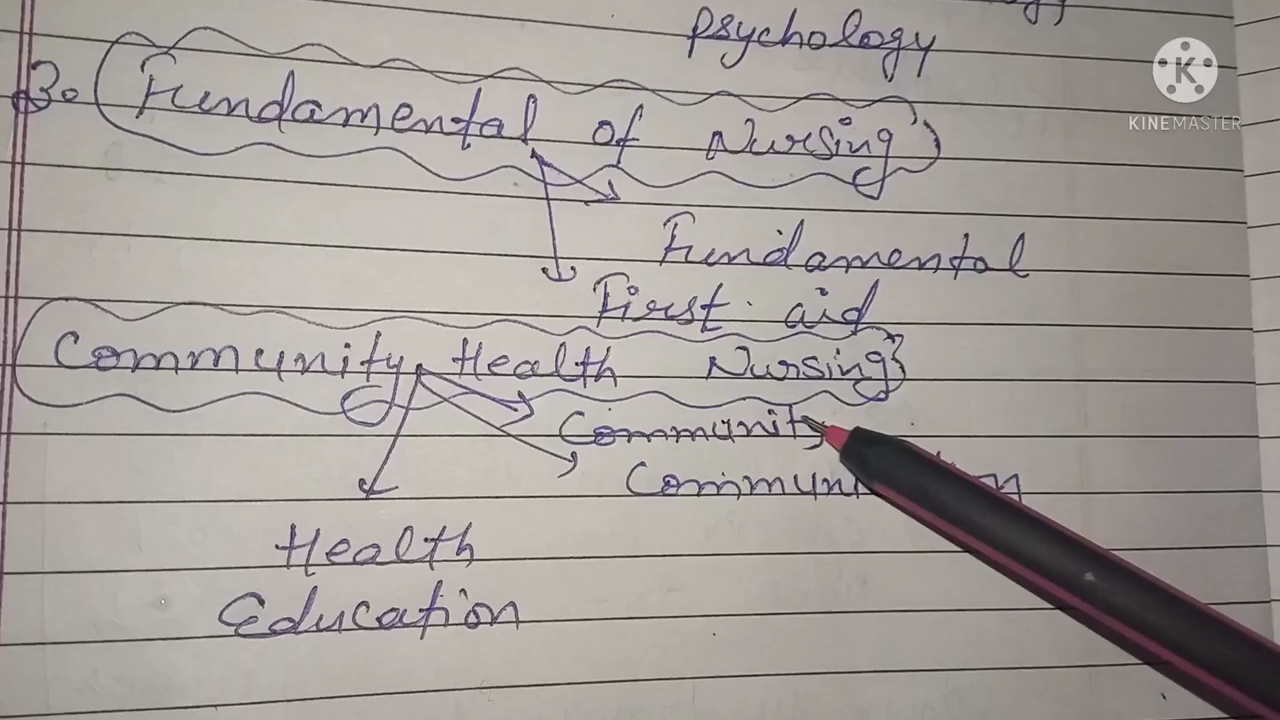 psychology
3. Fundamental of Nursing
Fundamental
First aid
Community Health Nursing
Community
Health
Education
K
KINEMASTER